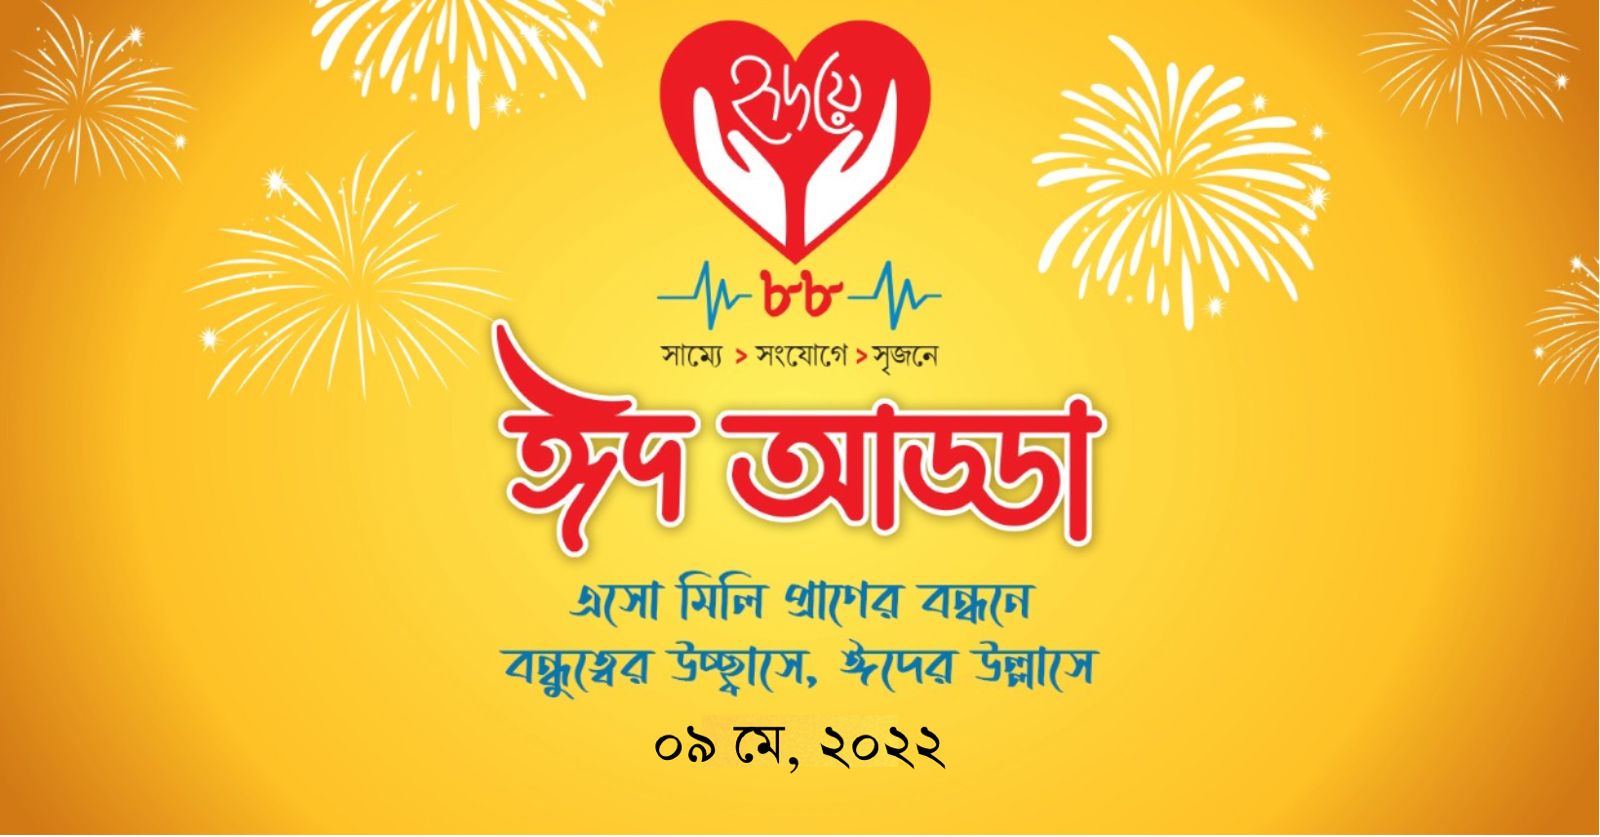 হৃদয়ে
৮৮
সাম্যে > সংযোগে > সৃজনে
ঈদ আড্ডা
এসো মিলি প্রাণের বন্ধনে
বন্ধুত্বের উচ্ছ্বাসে, ঈদের উল্লাসে
০৯ মে, ২০২২